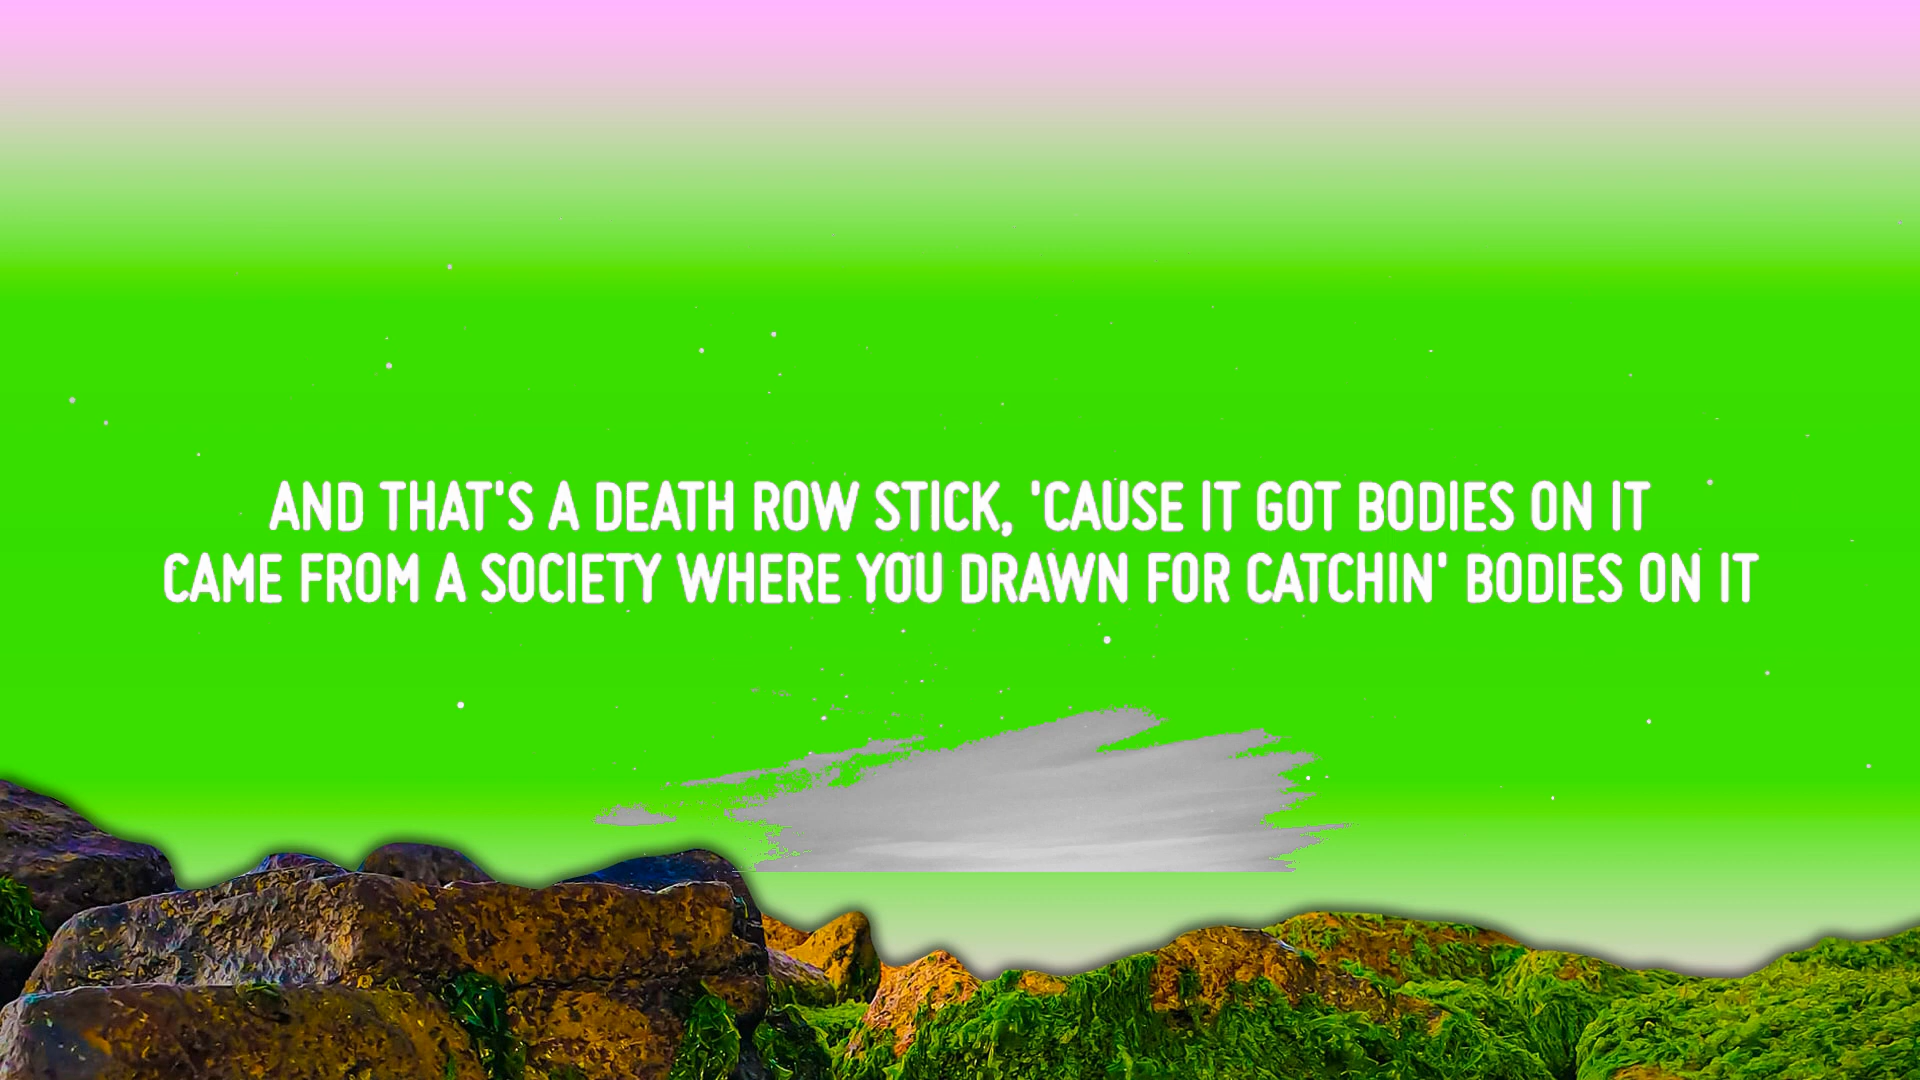 AND THAT'S A DEATH ROW STICK, 'CAUSE IT GOT BODIES ON IT
CAME FROM A SOCIETY WHERE YOU DRAWN FOR CATCHIN' BODIES ON IT